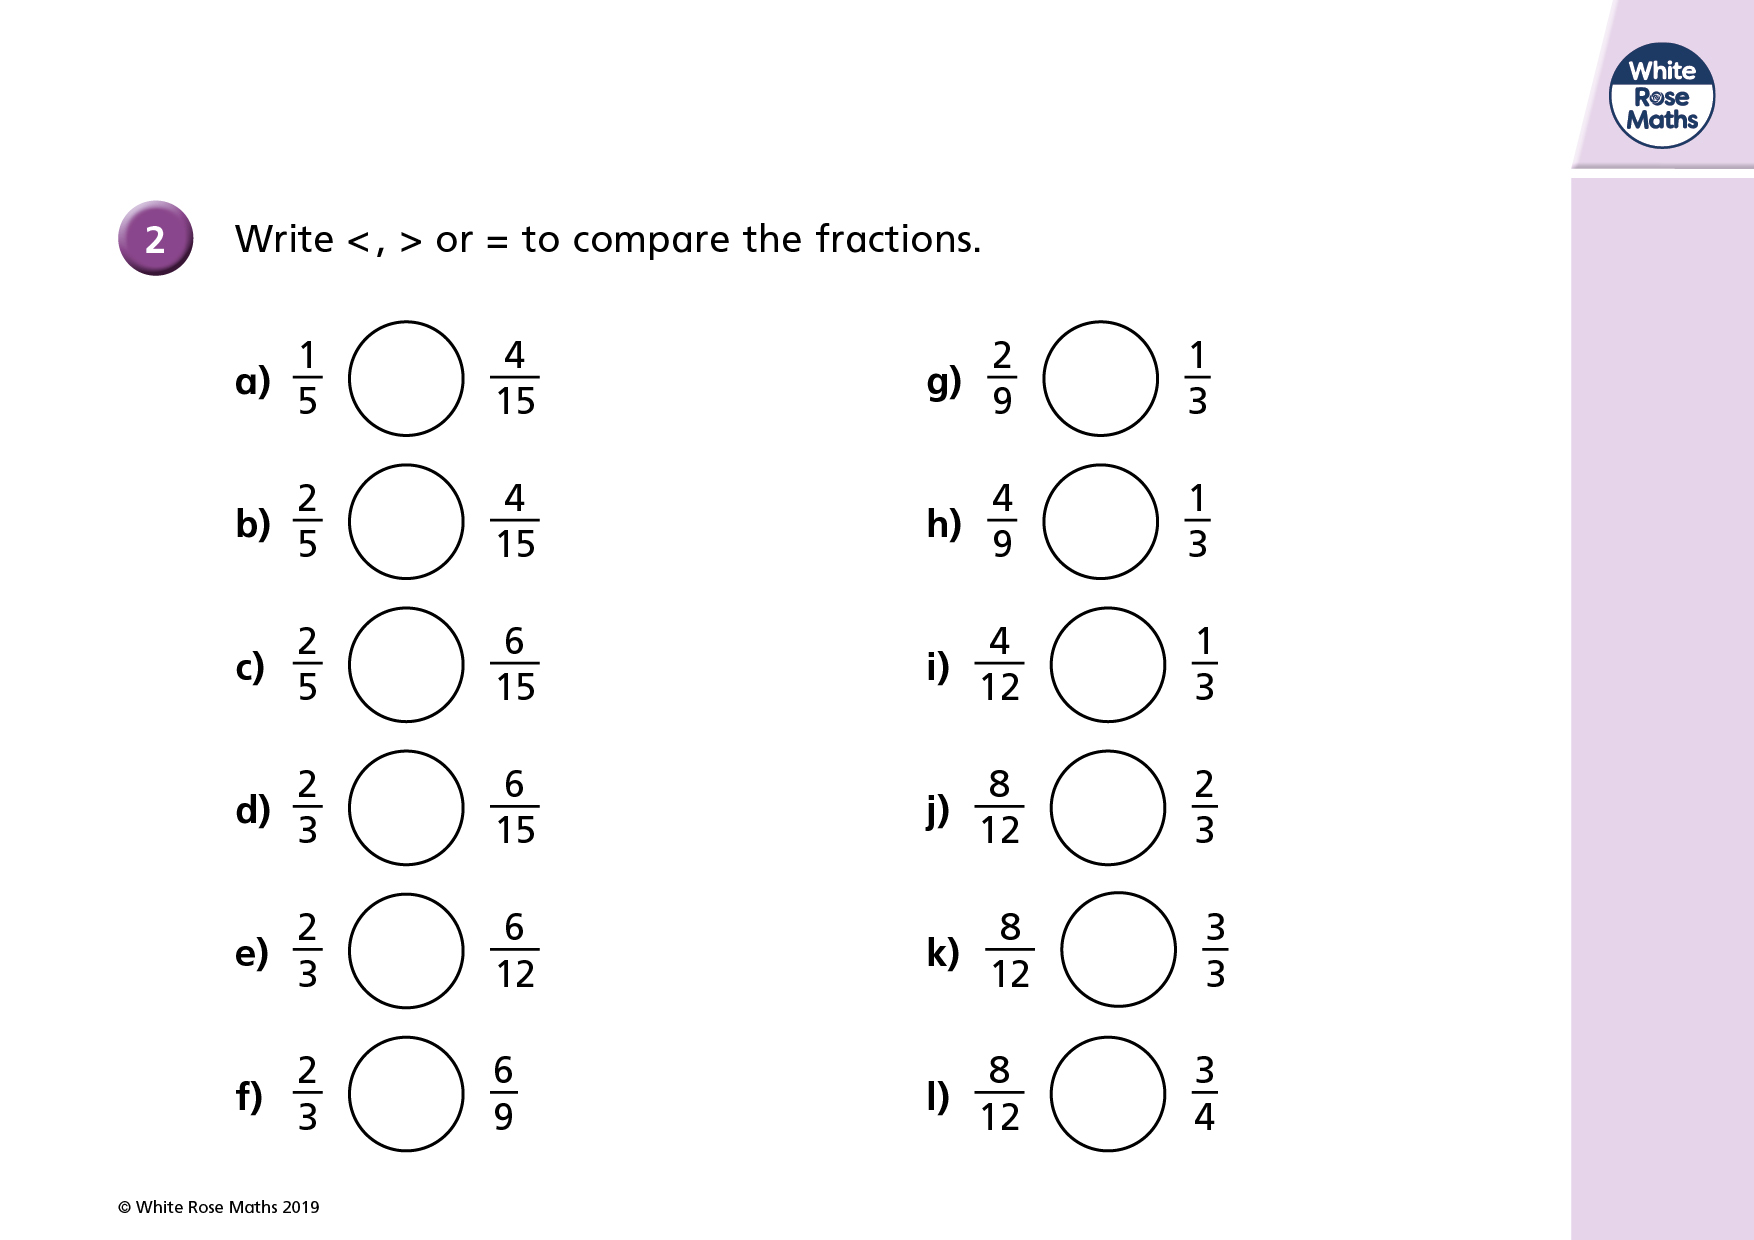 White
Rose
Maths
2 Write <, > or = to compare the fractions.
a) 1/5 4/15
b) 2/5 4/15
c) 2/5 6/15
d) 2/3 6/15
e) 2/3 6/12
f) 2/3 6/9
g) 2/9 1/3
h) 4/9 1/3
i) 4/12 1/3
j) 8/12 2/3
k) 8/12 3/3
l) 8/12 3/4
© White Rose Maths 2019